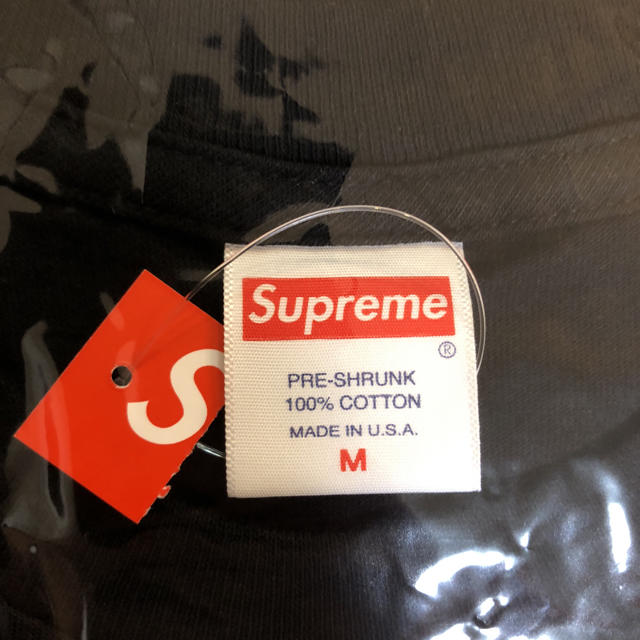 Supreme
®
PRE-SHRUNK
100% COTTON
MADE IN U.S.A.
M
S